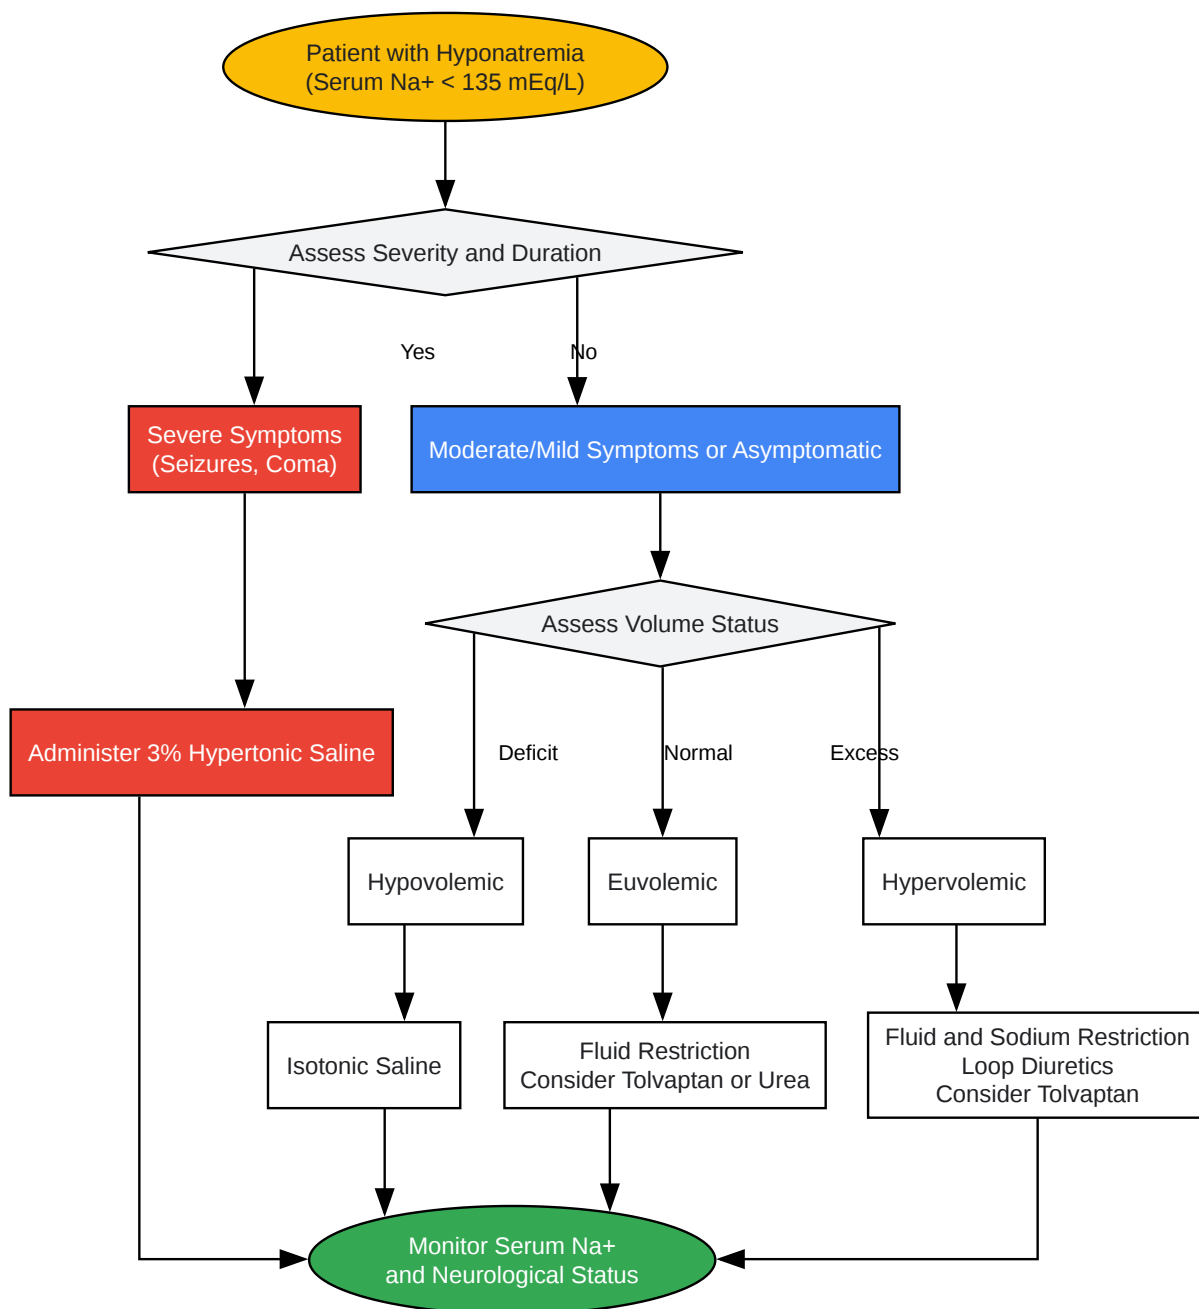 Patient with Hyponatremia
(Serum Na+ < 135 mEq/L)
Assess Severity and Duration
Yes
No
Severe Symptoms
(Seizures, Coma)
Moderate/Mild Symptoms or Asymptomatic
Assess Volume Status
Administer 3% Hypertonic Saline
Deficit
Normal
Excess
Hypovolemic
Euvolemic
Hypervolemic
Isotonic Saline
Fluid Restriction
Consider Tolvaptan or Urea
Fluid and Sodium Restriction
Loop Diuretics
Consider Tolvaptan
Monitor Serum Na+
and Neurological Status